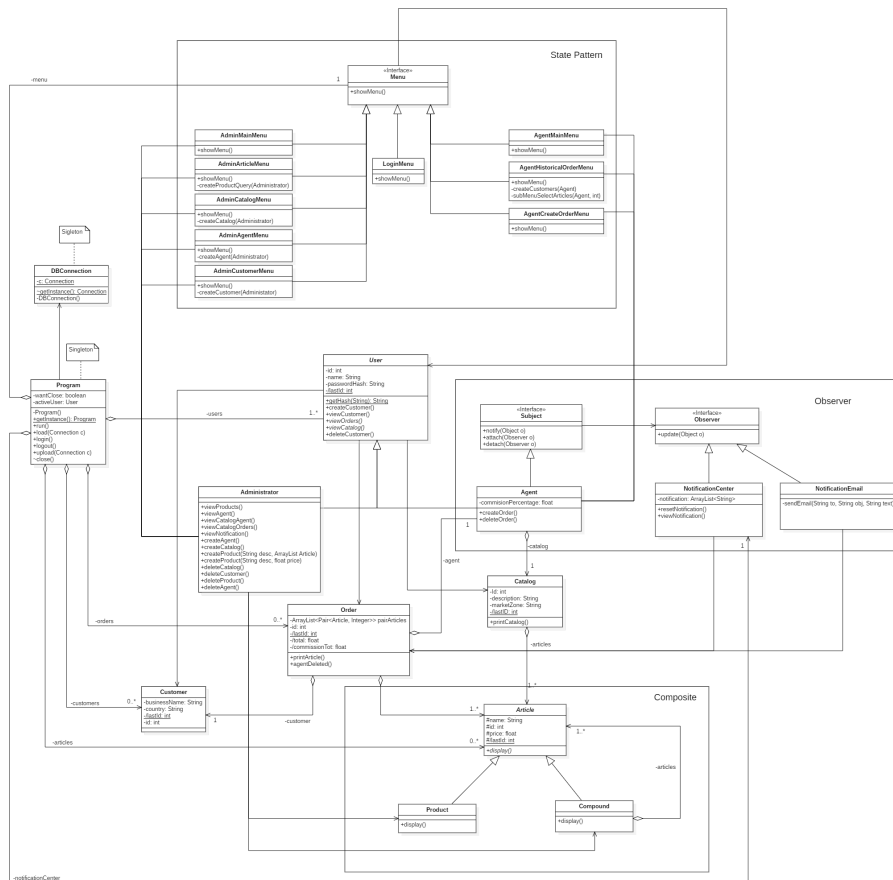 State Pattern
«Interface»
Menu
+showMenu()
-menu
1
AdminMainMenu
+showMenu()
AdminArticleMenu
+showMenu()
-createProductQuery(Administrator)
AdminCatalogMenu
+showMenu()
-createCatalog(Administrator)
AdminAgentMenu
+showMenu()
-createAgent(Administrator)
AdminCustomerMenu
+showMenu()
-createCustomer(Administator)
LoginMenu
+showMenu()
AgentMainMenu
+showMenu()
AgentHistoricalOrderMenu
+showMenu()
-createCustomers(Agent)
-subMenuSelectArticles(Agent, int)
AgentCreateOrderMenu
+showMenu()
Sigleton
DBConnection
-c: Connection
~getInstance(): Connection
-DBConnection()
Singleton
Program
-wantClose: boolean
-activeUser: User
-Program()
+getInstance(): Program
+run()
+load(Connection c)
+login()
+logout()
+upload(Connection c)
~close()
-users
1..*
User
-id: int
-name: String
-passwordHash: String
-/lastId: int
+getHash(String): String
+createCustomer()
+viewCustomer()
+viewOrders()
+viewCatalog()
+deleteCustomer()
Observer
«Interface»
Subject
+notify(Object o)
+attach(Observer o)
+detach(Observer o)
«Interface»
Observer
+update(Object o)
NotificationCenter
-notification: ArrayList<String>
+resetNotification()
+viewNotification()
1
NotificationEmail
-sendEmail(String to, String obj, String text)
Administrator
+viewProducts()
+viewAgent()
+viewCatalogAgent()
+viewCatalogOrders()
+viewNotification()
+createAgent()
+createCatalog()
+createProduct(String desc, ArrayList Article)
+createProduct(String desc, float price)
+deleteCatalog()
+deleteCustomer()
+deleteProduct()
+deleteAgent()
Agent
-commisionPercentage: float
+createOrder()
+deleteOrder()
1
-agent
-catalog
1
Catalog
-Id: int
-description: String
-marketZone: String
-/lastID: int
+printCatalog()
-articles
1..*
Order
-ArrayList<Pair<Article, Integer>> pairArticles
-id: int
-/lastId: int
-/total: float
-/commissionTot: float
+printArticle()
+agentDeleted()
-orders
0..*
Customer
-businessName: String
-country: String
-/lastId: int
-id: int
-customers
0..*
1
-customer
-articles
0..*
1..*
Composite
Article
#name: String
#id: int
#price: float
#/lastId: int
+display()
1..*
-articles
Product
+display()
Compound
+display()
-notificationCenter